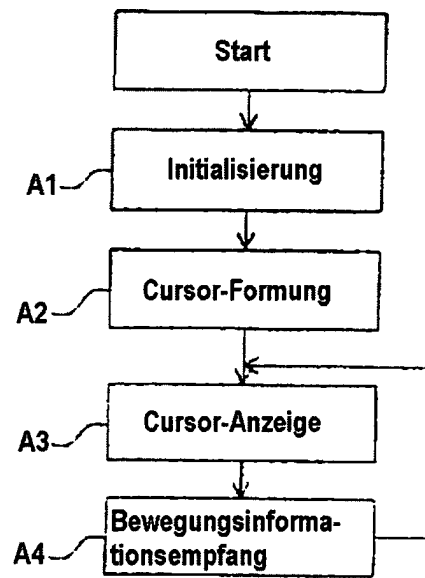 Start
A1
Initialisierung
A2
Cursor-Formung
A3
Cursor-Anzeige
A4
Bewegungsinforma-
tionsempfang